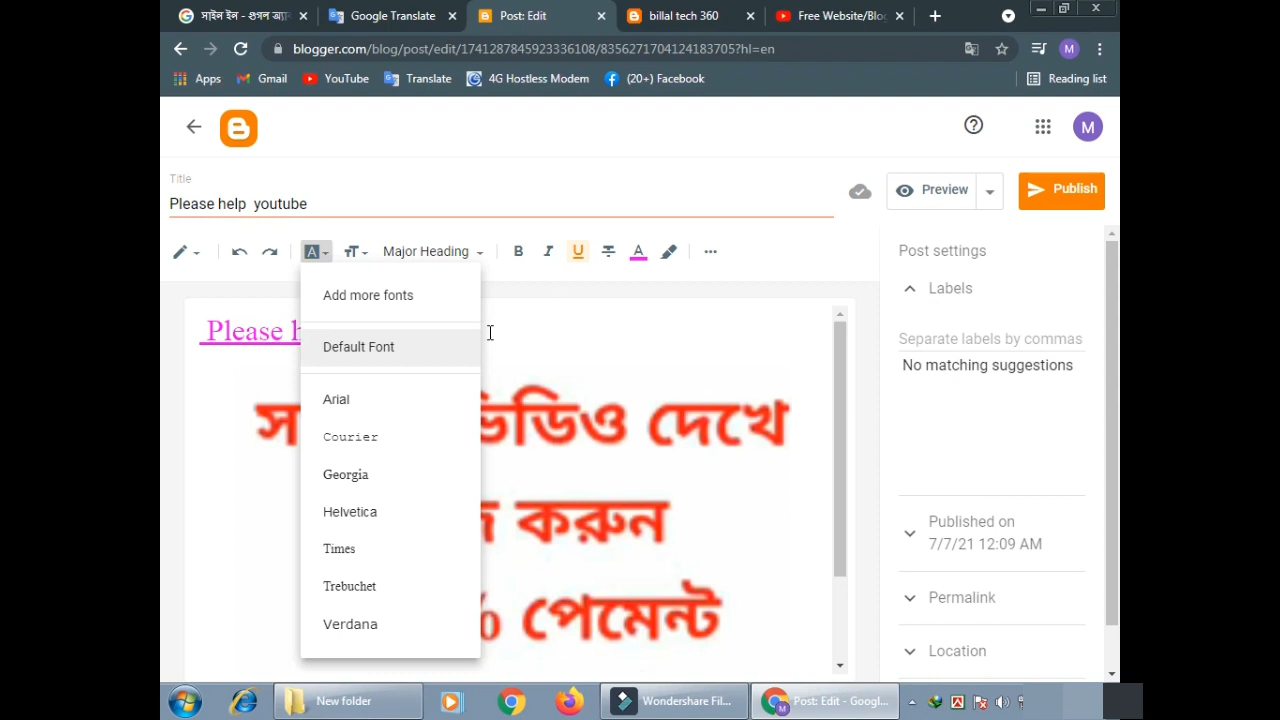 সাইন ইন - গুগল অ্যা
Google Translate
Post: Edit
billal tech 360
Free Website/Blo
blogger.com/blog/post/edit/1741287845923336108/8356271704124183705?hl=en
M
Apps
Gmail
YouTube
Translate
4G Hostless Modem
(20+) Facebook
Reading list
M
Title
Please help  youtube
Preview
Publish
Major Heading
B
I
U
A
Post settings
Add more fonts
Labels
Please h
Separate labels by commas
Default Font
No matching suggestions
Arial
ভিডিও দেখে
Courier
Georgia
Helvetica
করুন
Published on
7/7/21 12:09 AM
Times
Trebuchet
Permalink
Verdana
% পেমেন্ট
Location
New folder
Wondershare Fil...
Post: Edit - Googl...